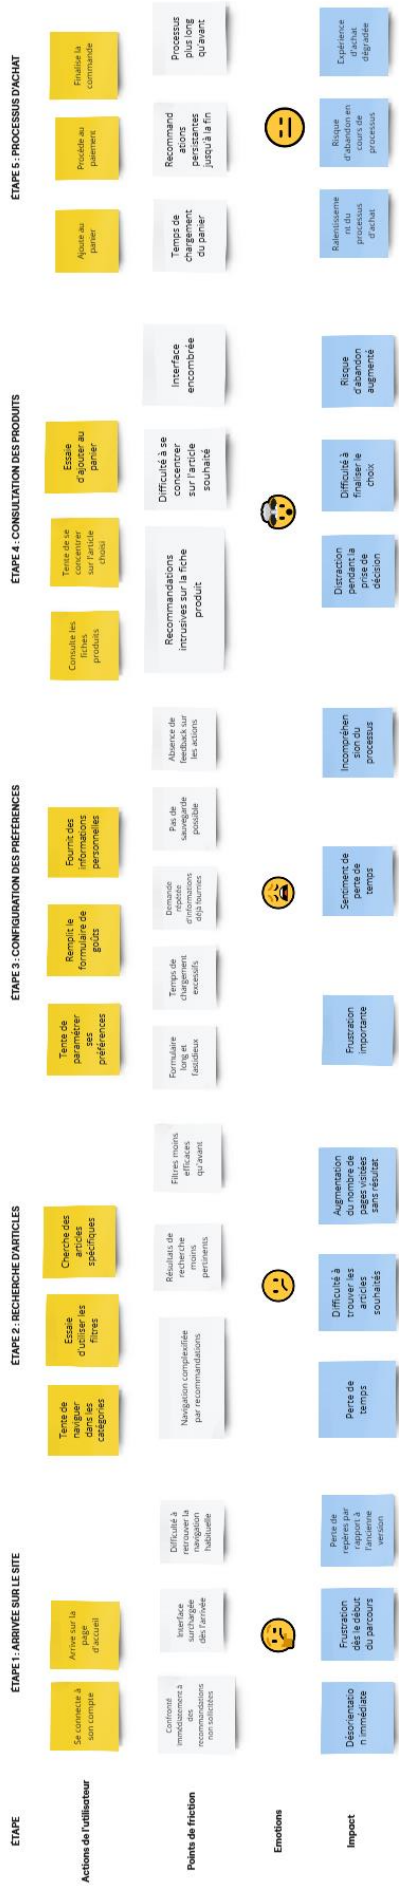 ÉTAPE
ÉTAPE 1 : ARRIVÉE SUR LE SITE
ÉTAPE 2 : RECHERCHE D'ARTICLES
ÉTAPE 3 : CONFIGURATION DES PRÉFÉRENCES
ÉTAPE 4 : CONSULTATION DES PRODUITS
ÉTAPE 5 : PROCESSUS D'ACHAT
Actions de l'utilisateur
Se connecte à
son compte
Arrive sur la
page
d'accueil
Tente de
naviguer
dans les
catégories
Essaie
d'utiliser les
filtres
Cherche des
articles
spécifiques
Tente de
paramétrer
ses
préférences
Remplit le
formulaire de
goûts
Fournit des
informations
personnelles
Consulte les
fiches
produits
Tente de se
concentrer
sur l'article
choisi
Essaie
d'ajouter au
panier
Ajoute au
panier
Procède au
paiement
Finalise la
commande
Points de friction
Confronté
immédiatement à
des
recommandations
non sollicitées
Interface
surchargée
dès l'arrivée
Difficulté à
retrouver la
navigation
habituelle
Navigation complexifiée
par recommandations
Résultats de
recherche
moins
pertinents
Filtres moins
efficaces
qu'avant
Formulaire
long et
fastidieux
Temps de
chargement
excessifs
Demande
répétée
d'informations
déjà fournies
Pas de
sauvegarde
possible
Absence de
feedback sur
les actions
Recommandations
intrusives sur la fiche
produit
Difficulté à se
concentrer
sur l'article
souhaité
Interface
encombrée
Temps de
chargement
du panier
Recommand
ations
persistantes
jusqu'à la fin
Processus
plus long
qu'avant
Emotions
Impact
Désorientatio
n immédiate
Frustration
dès le début
du parcours
Perte de
repères par
rapport à
l'ancienne
version
Perte de
temps
Difficulté à
trouver les
articles
souhaités
Augmentation
du nombre de
pages visitées
sans résultat
Frustration
importante
Sentiment de
perte de
temps
Incompréhen
sion du
processus
Distraction
pendant la
prise de
décision
Difficulté à
finaliser le
choix
Risque
d'abandon
augmenté
Ralentisseme
nt du
processus
d'achat
Risque
d'abandon en
cours de
processus
Expérience
d'achat
dégradée